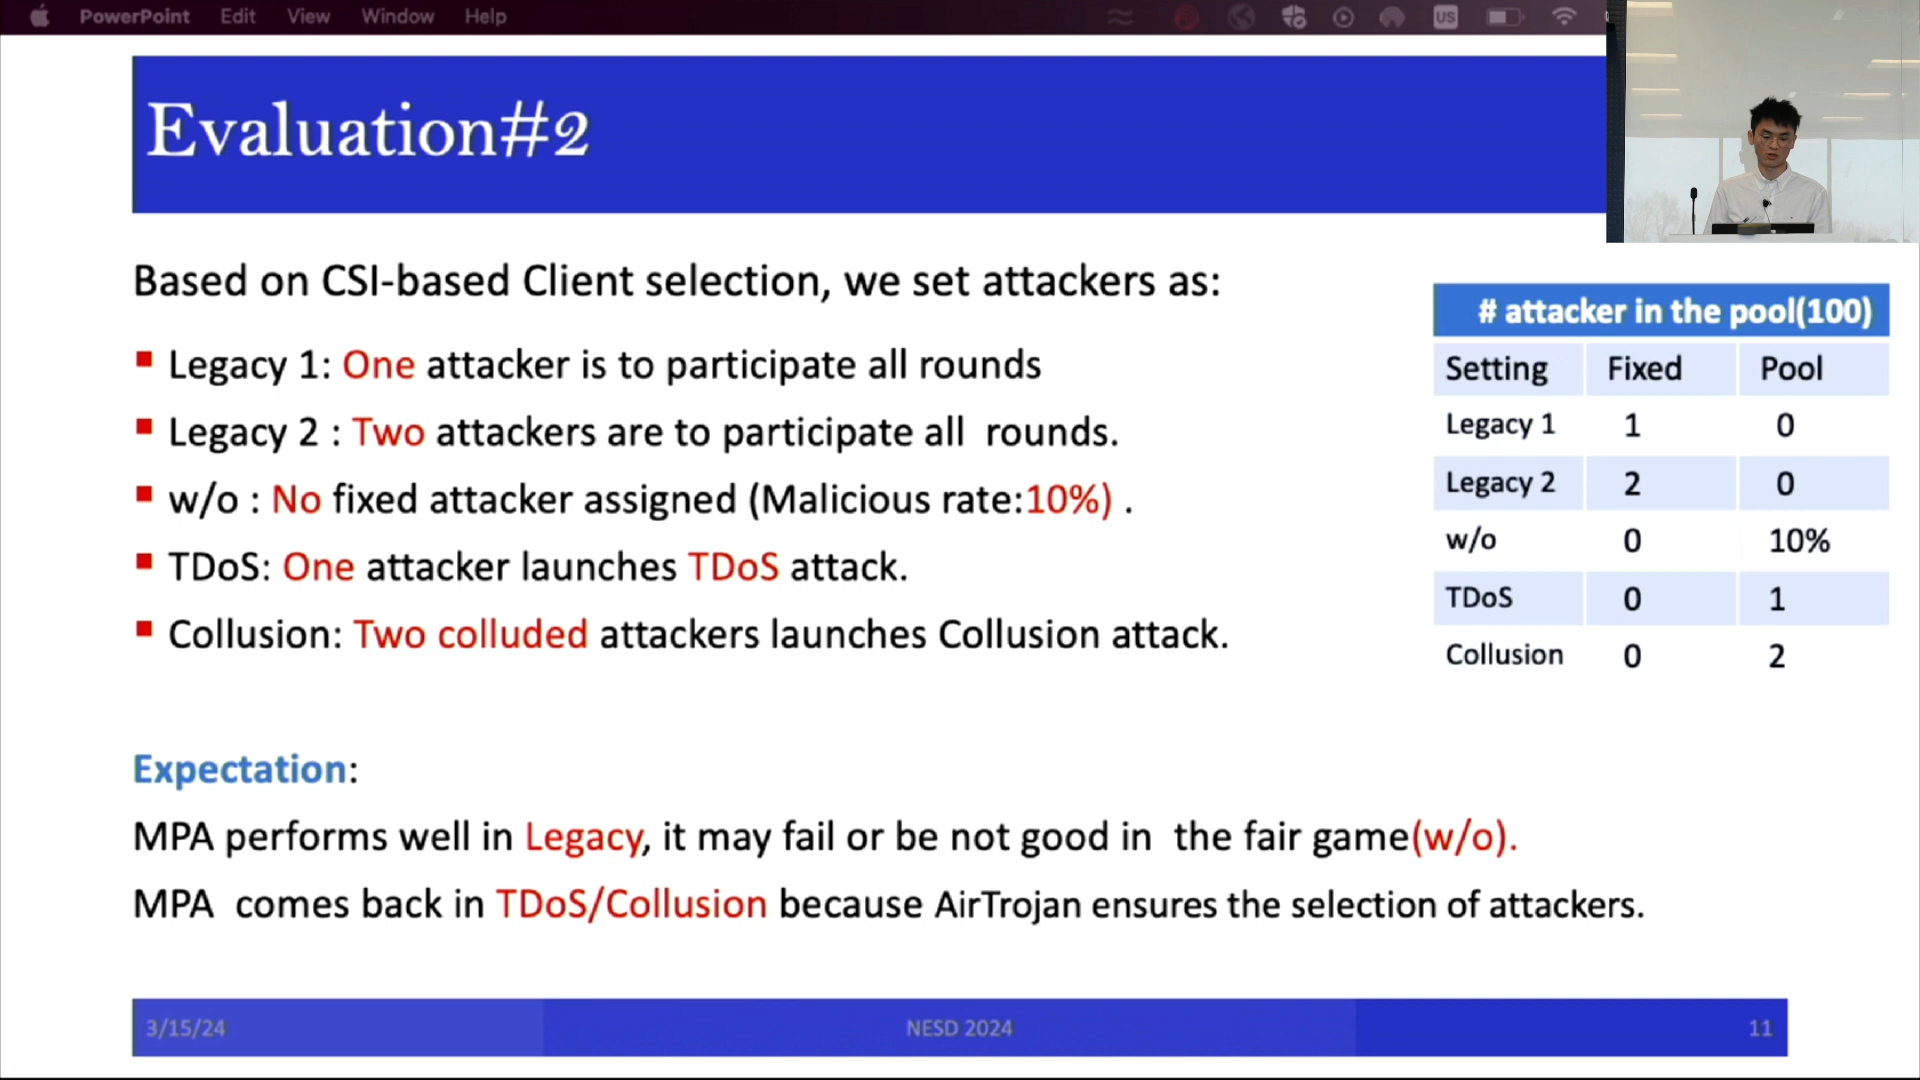 PowerPoint Edit View Window Help US
Evaluation#2
Based on CSI-based Client selection, we set attackers as:
Legacy 1: One attacker is to participate all rounds
Legacy 2 : Two attackers are to participate all rounds.
w/o : No fixed attacker assigned (Malicious rate:10%) .
TDoS: One attacker launches TDoS attack.
Collusion: Two colluded attackers launches Collusion attack.
# attacker in the pool(100)
Setting Fixed Pool
Legacy 1 1 0
Legacy 2 2 0
w/o 0 10%
TDoS 0 1
Collusion 0 2
Expectation:
MPA performs well in Legacy, it may fail or be not good in the fair game(w/o).
MPA comes back in TDoS/Collusion because AirTrojan ensures the selection of attackers.
3/15/24 NESD 2024 11